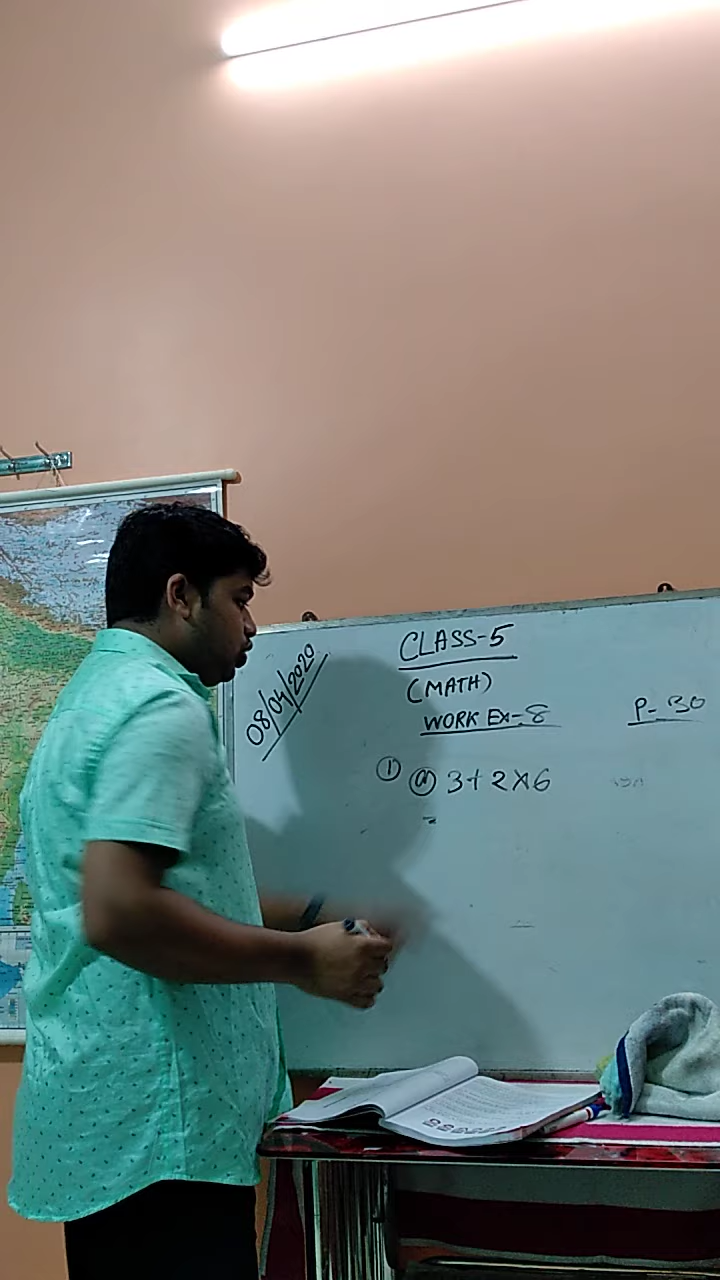 08/04/2020
CLASS-5
(MATH)
WORK EX-8
P-30
① ⓐ 3+2×6
=